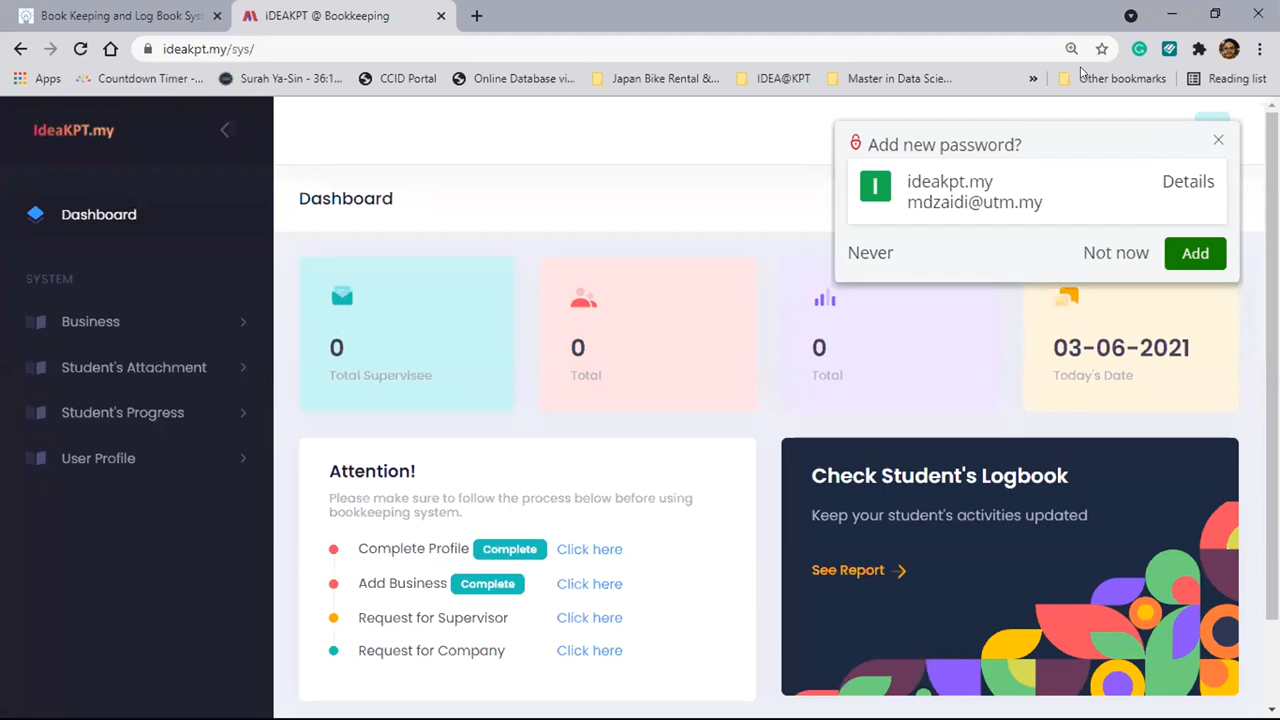 Book Keeping and Log Book Sys
IDEAKPT @ Bookkeeping
ideakpt.my/sys/
Apps
Countdown Timer -...
Surah Ya-Sin - 36:1...
CCID Portal
Online Database vi...
Japan Bike Rental &...
IDEA@KPT
Master in Data Scie...
»
Other bookmarks
Reading list
IdeaKPT.my
Dashboard
SYSTEM
Business
Student's Attachment
Student's Progress
User Profile
Dashboard
Add new password?
I
ideakpt.my
Details
mdzaidi@utm.my
Never
Not now
Add
0
Total Supervisee
0
Total
0
Total
03-06-2021
Today's Date
Attention!
Please make sure to follow the process below before using
bookkeeping system.
Complete Profile Complete Click here
Add Business Complete Click here
Request for Supervisor Click here
Request for Company Click here
Check Student's Logbook
Keep your student's activities updated
See Report